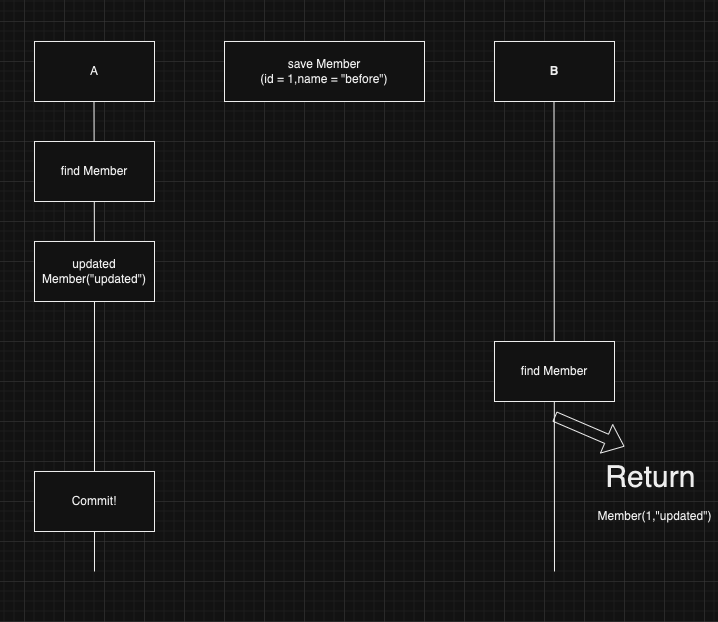 A
save Member
(id = 1,name = "before")
B
find Member
updated
Member("updated")
find Member
Return
Commit!
Member(1,"updated")